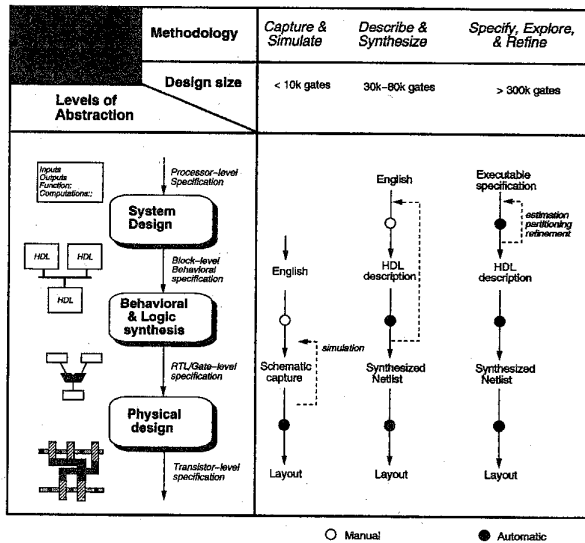 Methodology
Capture &
Simulate
Describe &
Synthesize
Specify, Explore,
& Refine
Design size
< 10k gates
30k–80k gates
> 300k gates
Levels of
Abstraction
Inputs
Outputs
Function:
Computations::
Processor–level
Specification
System
Design
HDL
HDL
HDL
Block–level
Behavioral
specification
Behavioral
& Logic
synthesis
RTL/Gate–level
specification
Physical
design
Transistor–level
specification
English
Schematic
capture
simulation
Layout
English
HDL
description
Synthesized
Netlist
Layout
Executable
specification
estimation
partitioning
refinement
HDL
description
Synthesized
Netlist
Layout
Manual
Automatic